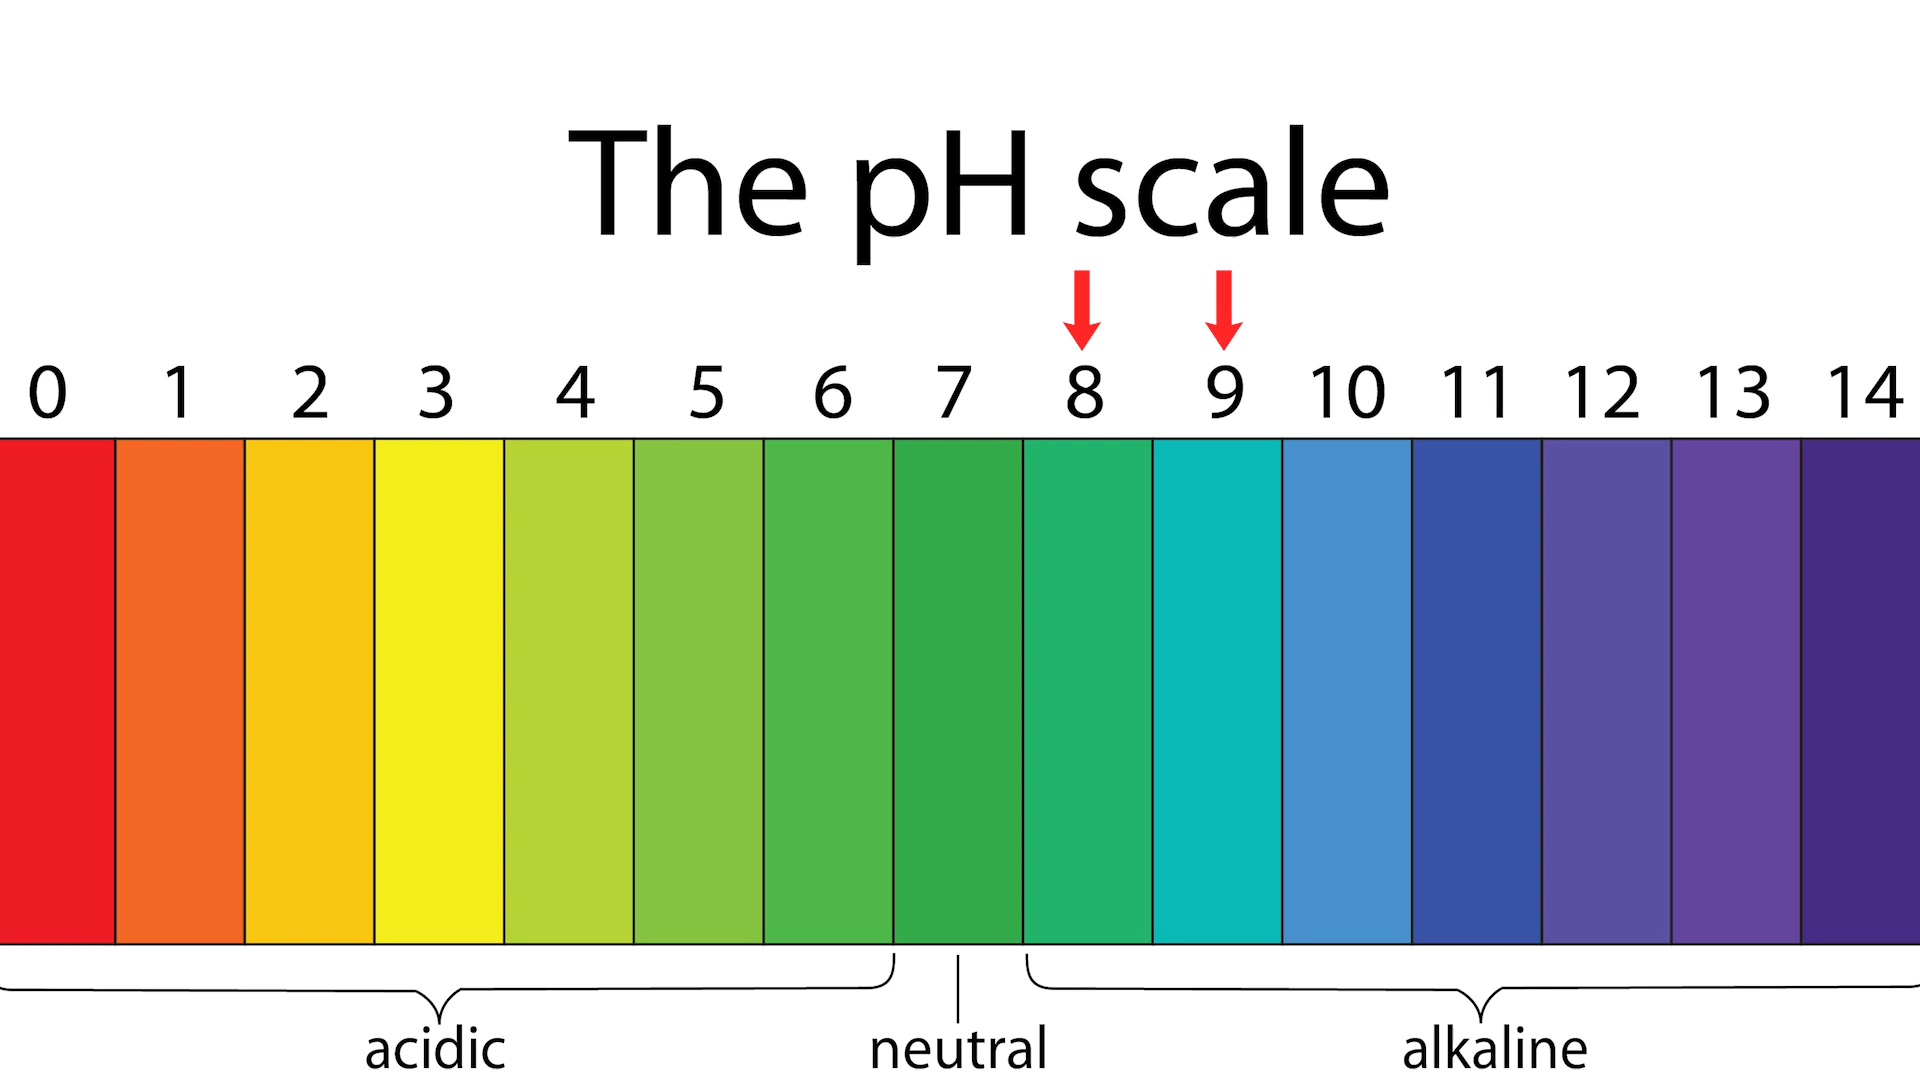 The pH scale
0 1 2 3 4 5 6 7 8 9 10 11 12 13 14
acidic neutral alkaline